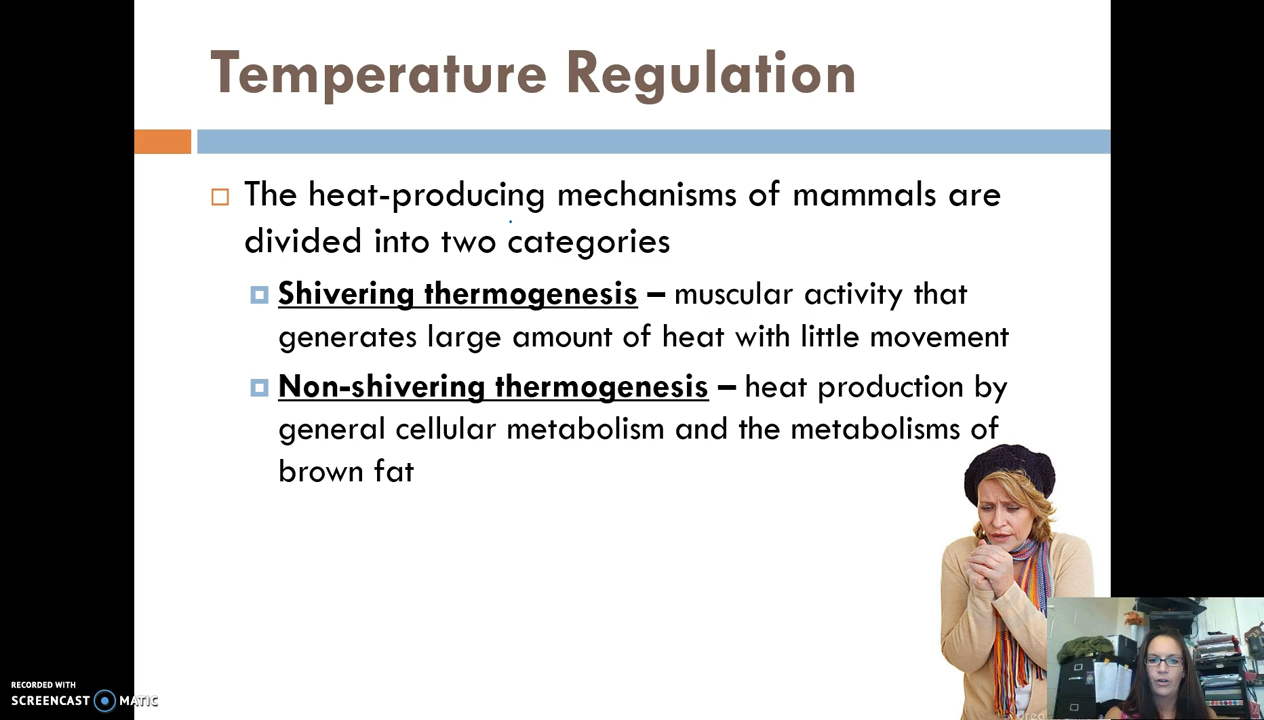 Temperature Regulation
The heat-producing mechanisms of mammals are
divided into two categories
Shivering thermogenesis – muscular activity that
generates large amount of heat with little movement
Non-shivering thermogenesis – heat production by
general cellular metabolism and the metabolisms of
brown fat
RECORDED WITH
SCREENCAST MATIC